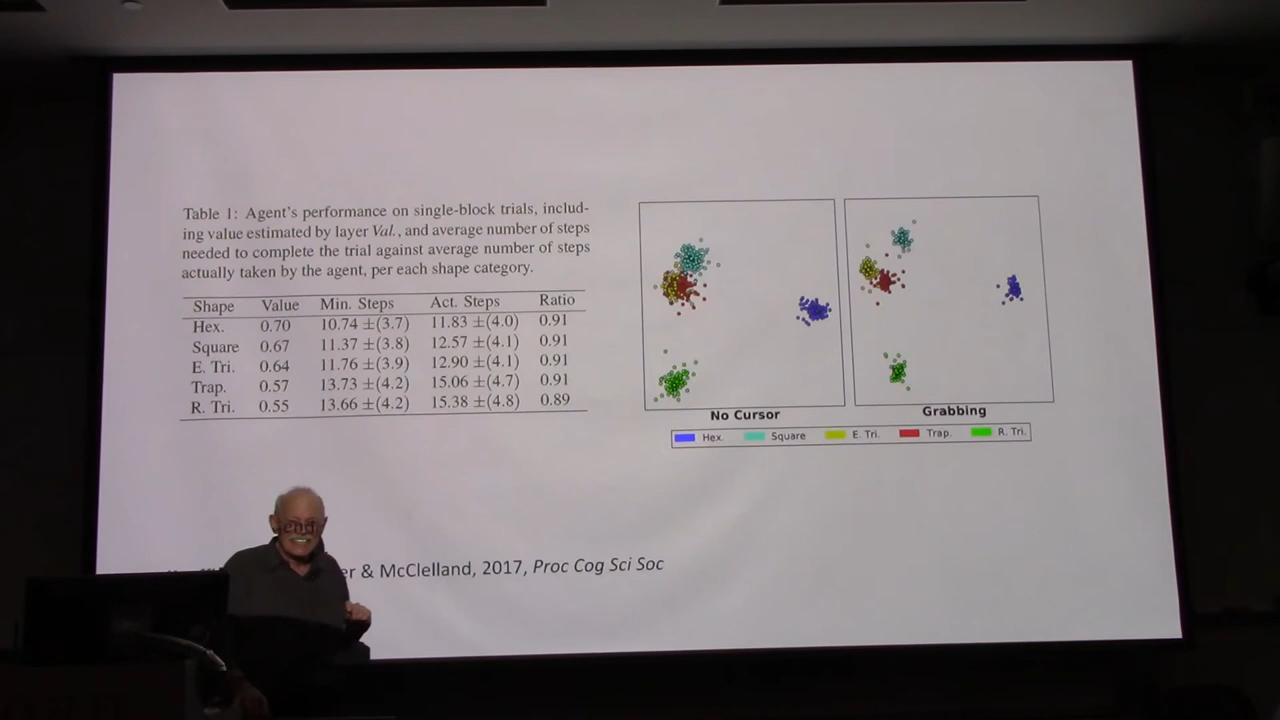 Table 1: Agent's performance on single-block trials, includ-
ing value estimated by layer Val., and average number of steps
needed to complete the trial against average number of steps
actually taken by the agent, per each shape category.
Shape Value Min. Steps Act. Steps Ratio
Hex. 0.70 10.74 ±(3.7) 11.83 ±(4.0) 0.91
Square 0.67 11.37 ±(3.8) 12.57 ±(4.1) 0.91
E. Tri. 0.64 11.76 ±(3.9) 12.90 ±(4.1) 0.91
Trap. 0.57 13.73 ±(4.2) 15.06 ±(4.7) 0.91
R. Tri. 0.55 13.66 ±(4.2) 15.38 ±(4.8) 0.89
No Cursor Grabbing
Hex. Square E. Tri. Trap. R. Tri.
& McClelland, 2017, Proc Cog Sci Soc